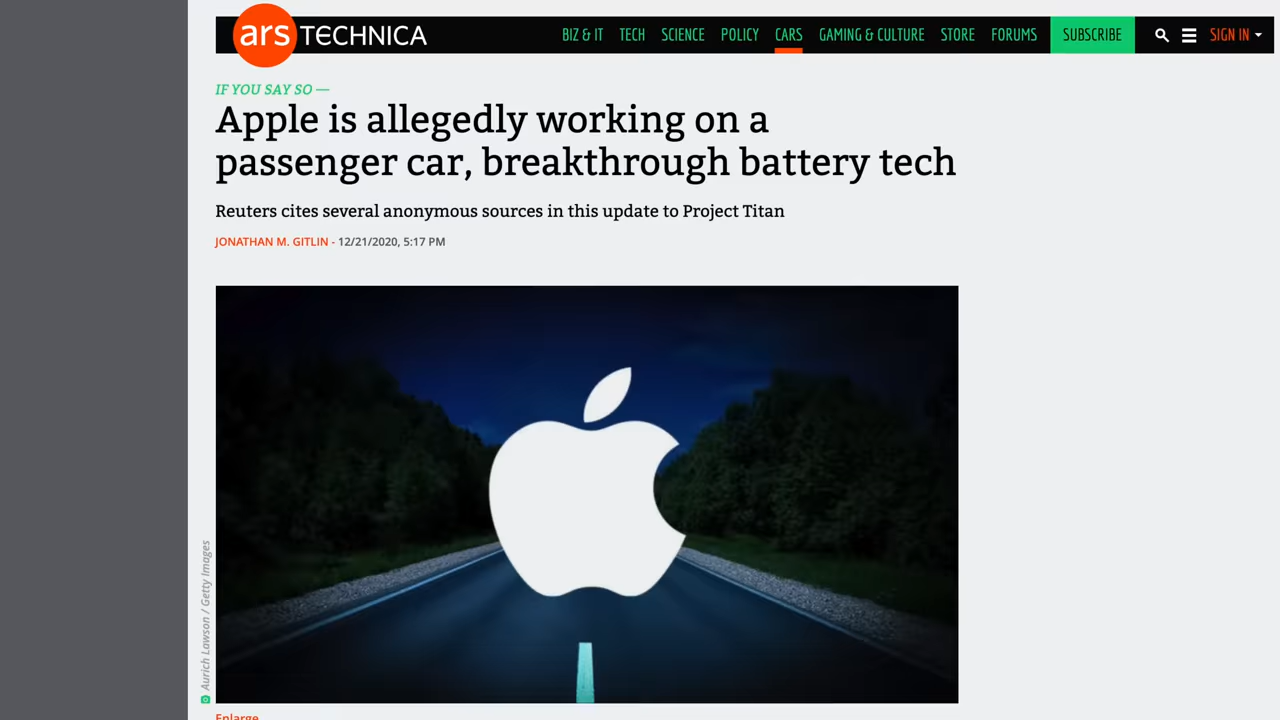 ars TECHNICA
BIZ & IT TECH SCIENCE POLICY CARS GAMING & CULTURE STORE FORUMS SUBSCRIBE SIGN IN
IF YOU SAY SO —
Apple is allegedly working on a
passenger car, breakthrough battery tech
Reuters cites several anonymous sources in this update to Project Titan
JONATHAN M. GITLIN - 12/21/2020, 5:17 PM
Aurich Lawson / Getty Images
Enlarge